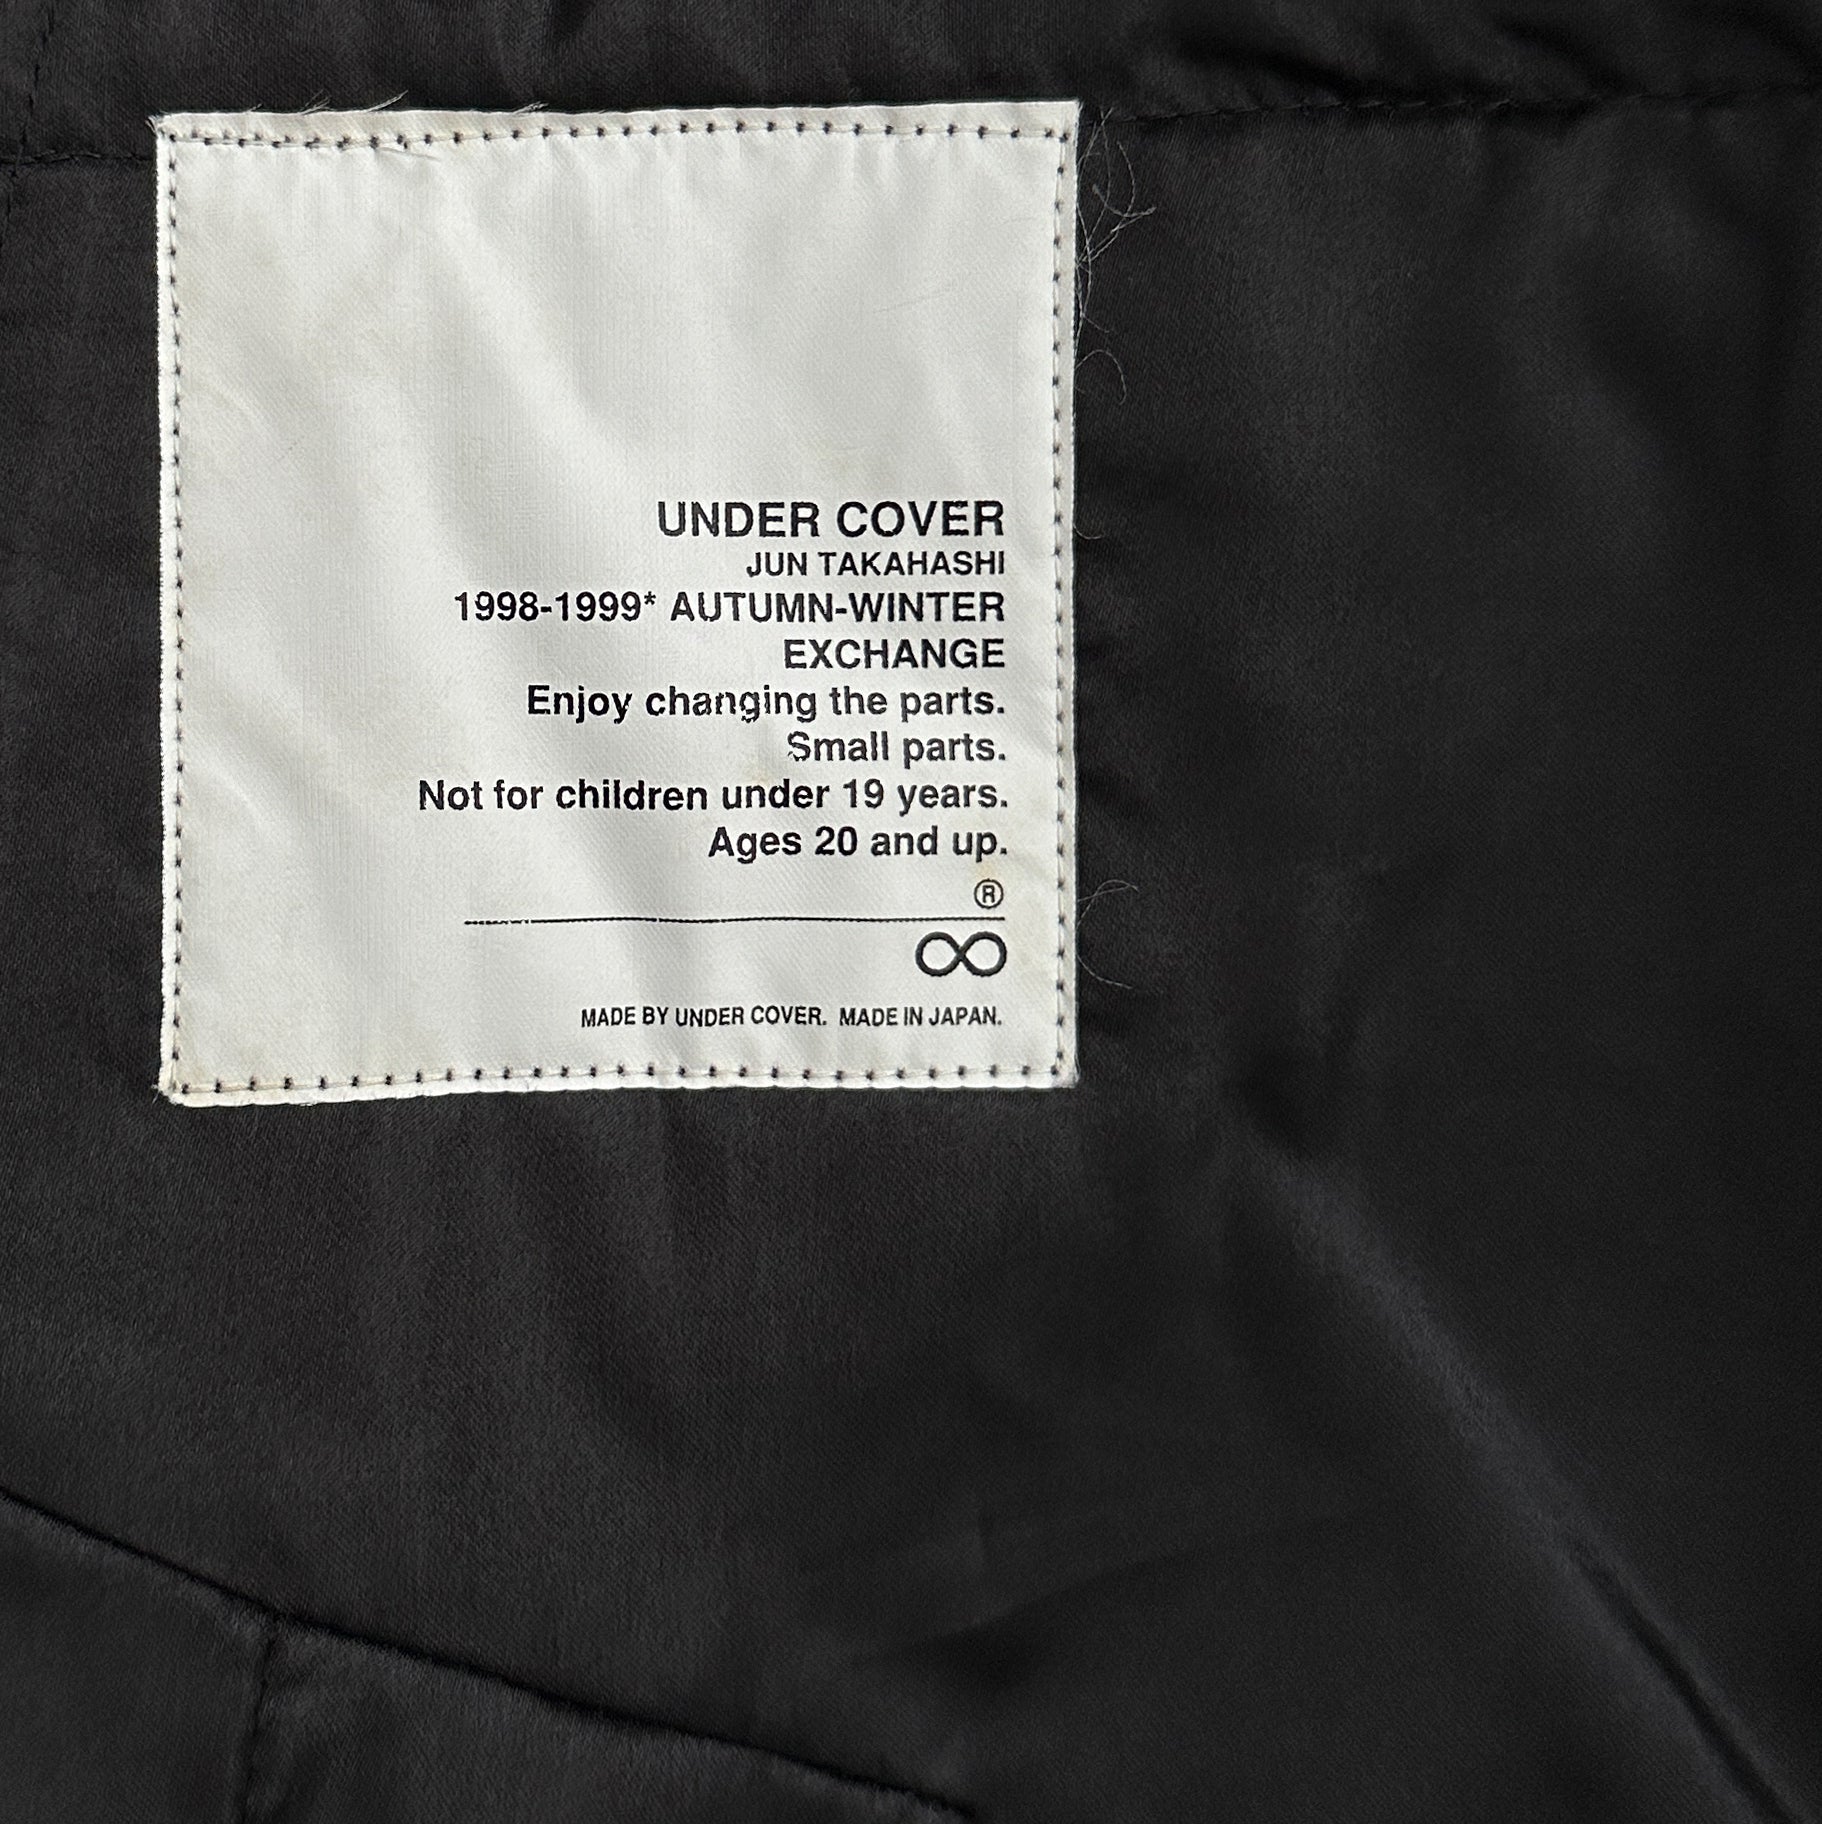 UNDER COVER
JUN TAKAHASHI
1998-1999* AUTUMN-WINTER
EXCHANGE
Enjoy changing the parts.
Small parts.
Not for children under 19 years.
Ages 20 and up.
®
∞
MADE BY UNDER COVER. MADE IN JAPAN.